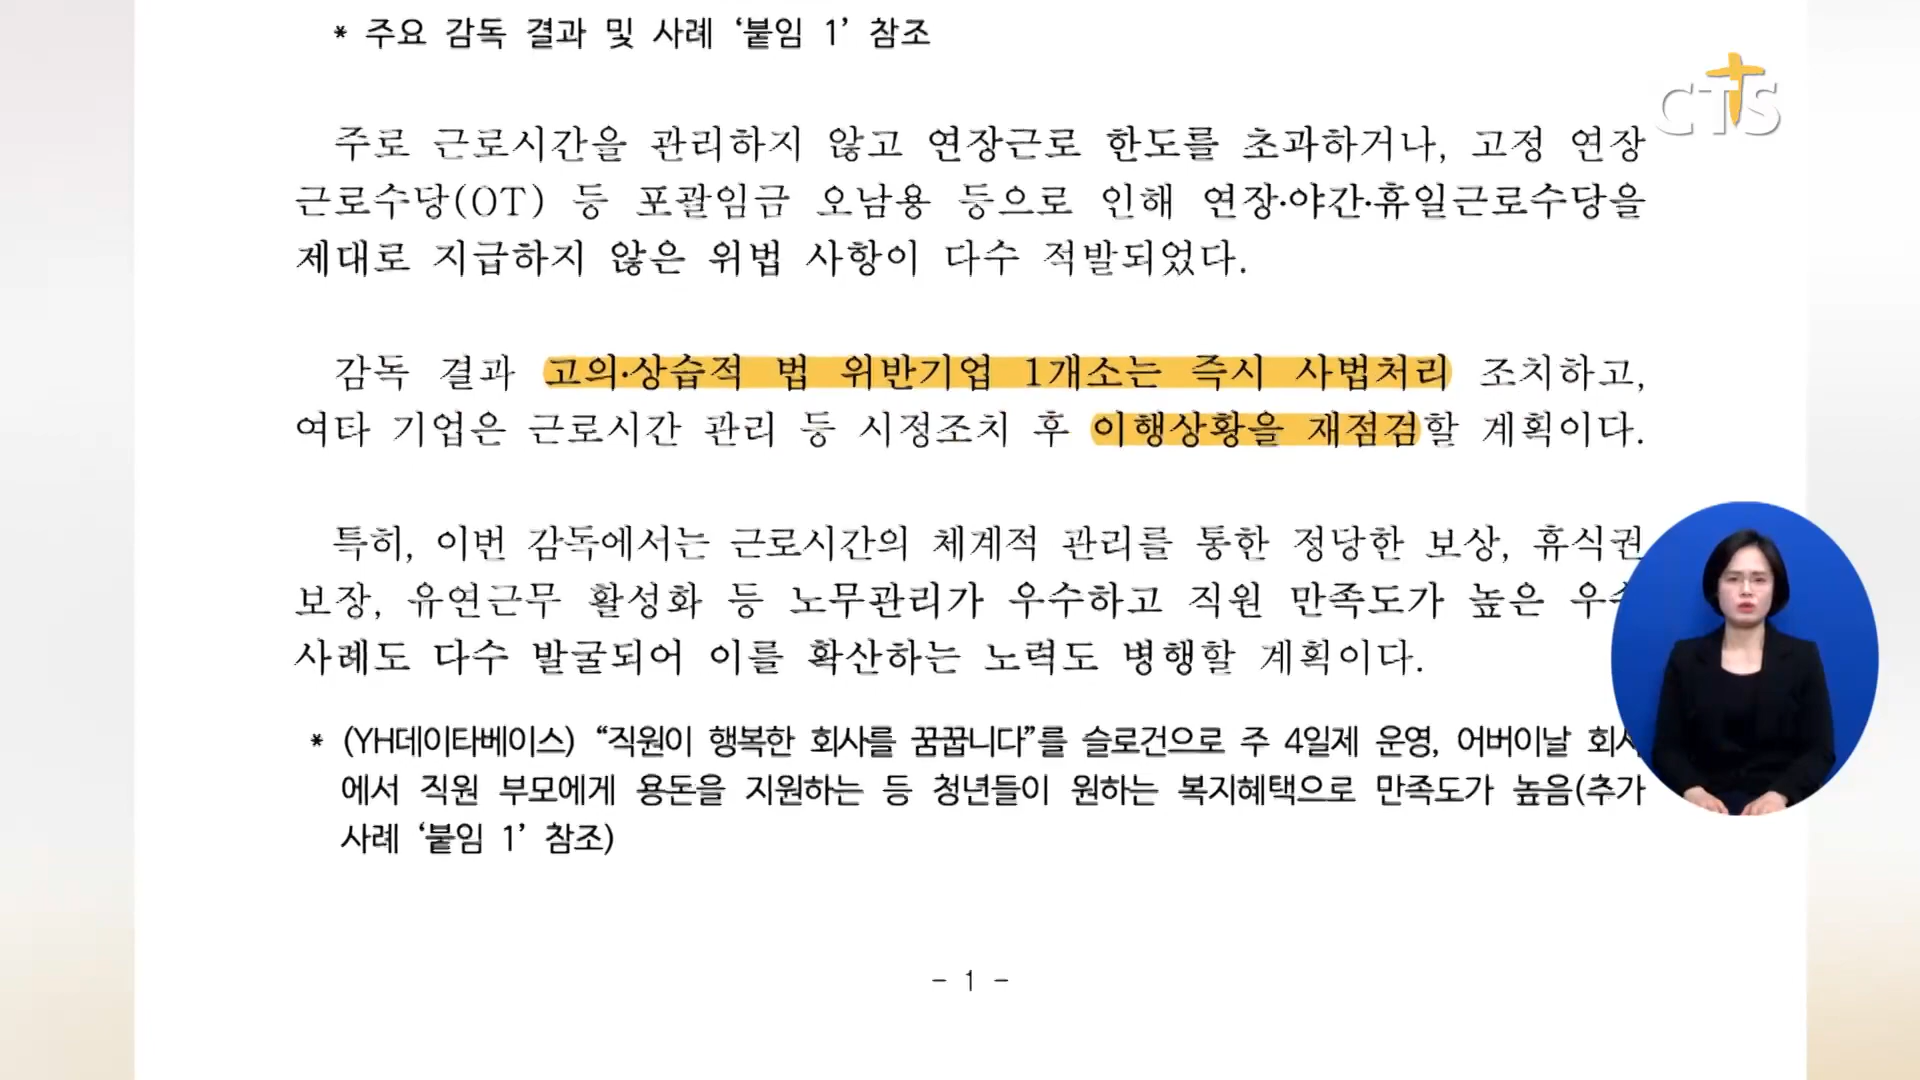 * 주요 감독 결과 및 사례 ‘붙임 1’ 참조
CTS
주로 근로시간을 관리하지 않고 연장근로 한도를 초과하거나, 고정 연장
근로수당(OT) 등 포괄임금 오남용 등으로 인해 연장·야간·휴일근로수당을
제대로 지급하지 않은 위법 사항이 다수 적발되었다.
감독 결과 고의·상습적 법 위반기업 1개소는 즉시 사법처리 조치하고,
여타 기업은 근로시간 관리 등 시정조치 후 이행상황을 재점검할 계획이다.
특히, 이번 감독에서는 근로시간의 체계적 관리를 통한 정당한 보상, 휴식권
보장, 유연근무 활성화 등 노무관리가 우수하고 직원 만족도가 높은
사례도 다수 발굴되어 이를 확산하는 노력도 병행할 계획이다.
* (YH데이타베이스) “직원이 행복한 회사를 꿈꿉니다”를 슬로건으로 주 4일제 운영, 어버이날
에서 직원 부모에게 용돈을 지원하는 등 청년들이 원하는 복지혜택으로 만족도가 높음(추가
사례 ‘붙임 1’ 참조)
- 1 -